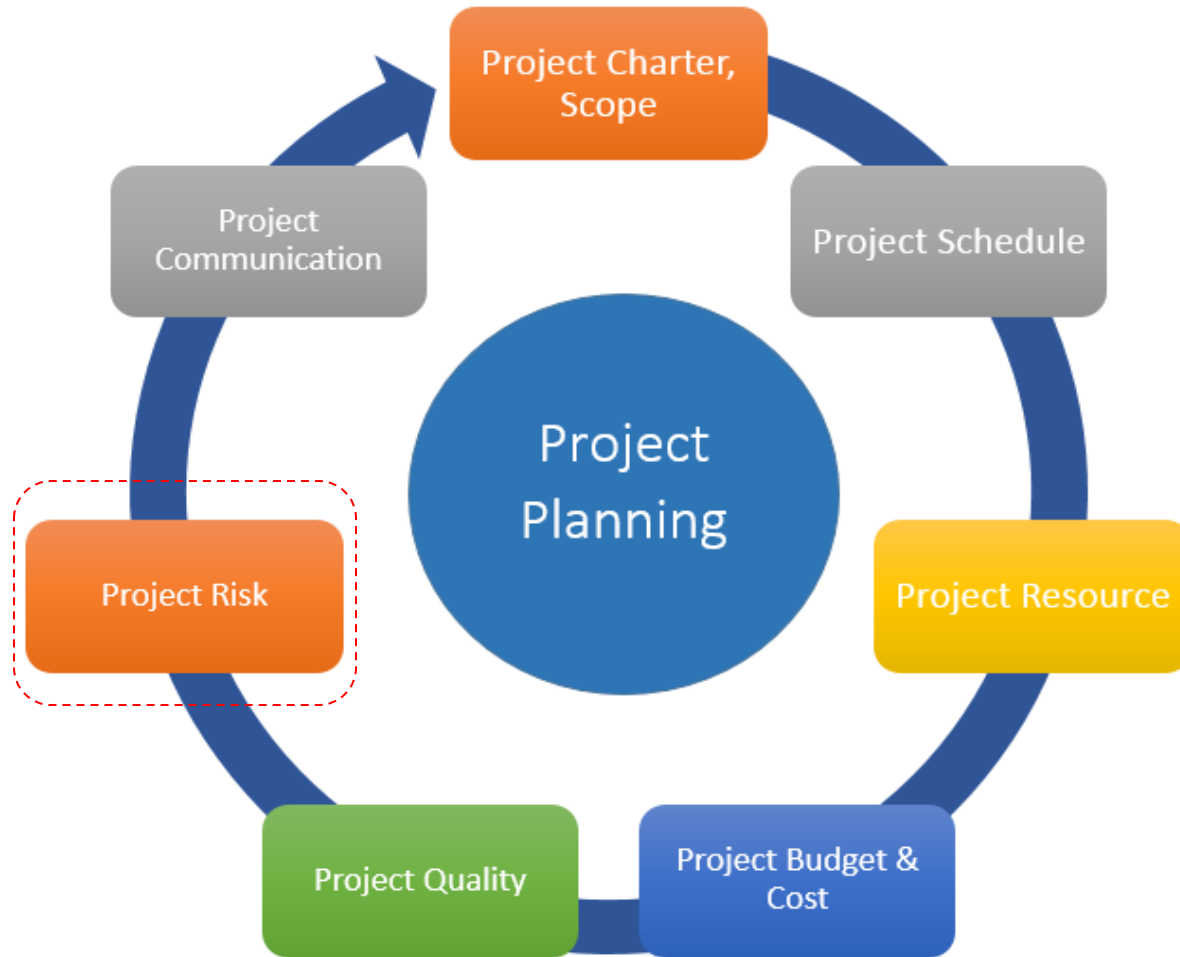 Project Charter,
Scope
Project Schedule
Project Resource
Project Budget &
Cost
Project Quality
Project Risk
Project
Communication
Project
Planning